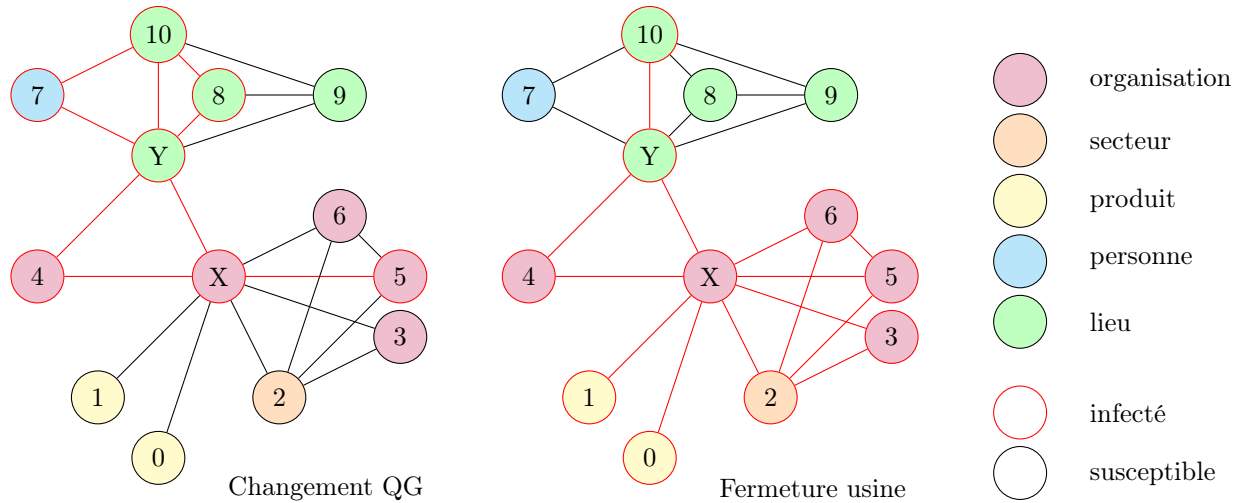 10
7
8
9
Y
6
4
X
5
3
1
2
0
Changement QG
10
7
8
9
Y
6
4
X
5
3
1
2
0
Fermeture usine
organisation
secteur
produit
personne
lieu
infecté
susceptible